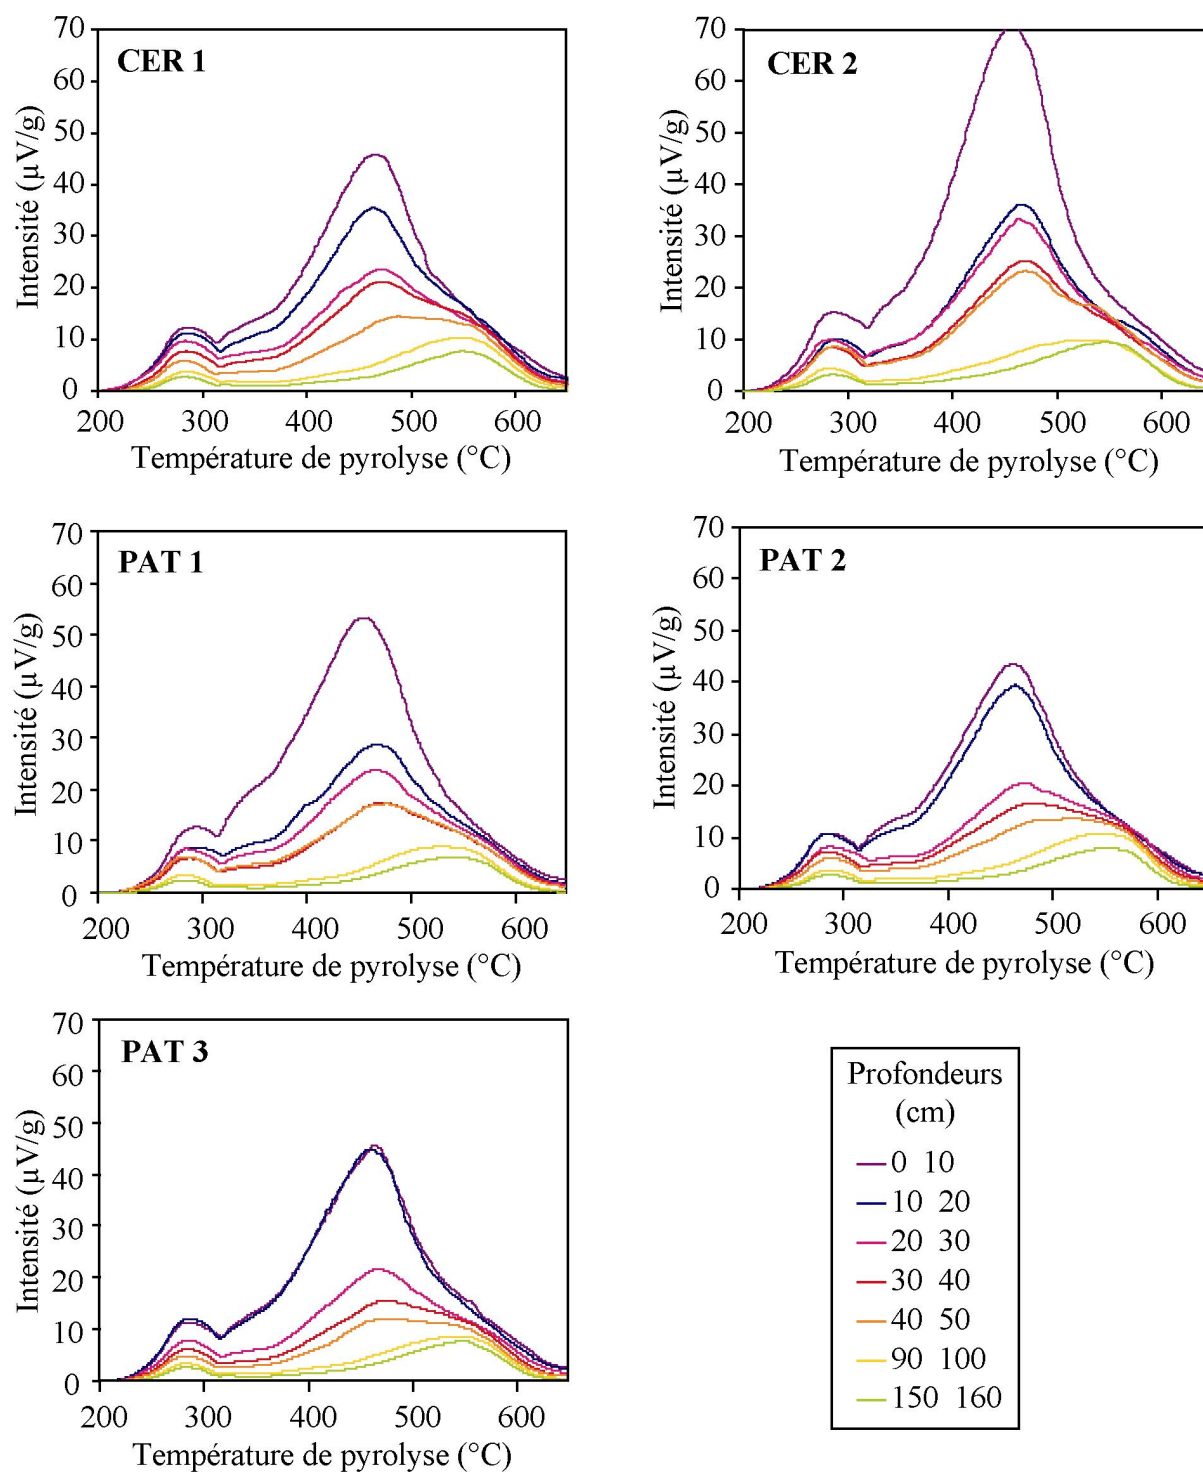 CER 1
70
60
50
40
30
20
10
0
Intensité (µV/g)
200 300 400 500 600
Température de pyrolyse (°C)
CER 2
70
60
50
40
30
20
10
0
Intensité (µV/g)
200 300 400 500 600
Température de pyrolyse (°C)
PAT 1
70
60
50
40
30
20
10
0
Intensité (µV/g)
200 300 400 500 600
Température de pyrolyse (°C)
PAT 2
70
60
50
40
30
20
10
0
Intensité (µV/g)
200 300 400 500 600
Température de pyrolyse (°C)
PAT 3
70
60
50
40
30
20
10
0
Intensité (µV/g)
200 300 400 500 600
Température de pyrolyse (°C)
Profondeurs
(cm)
0 10
10 20
20 30
30 40
40 50
90 100
150 160